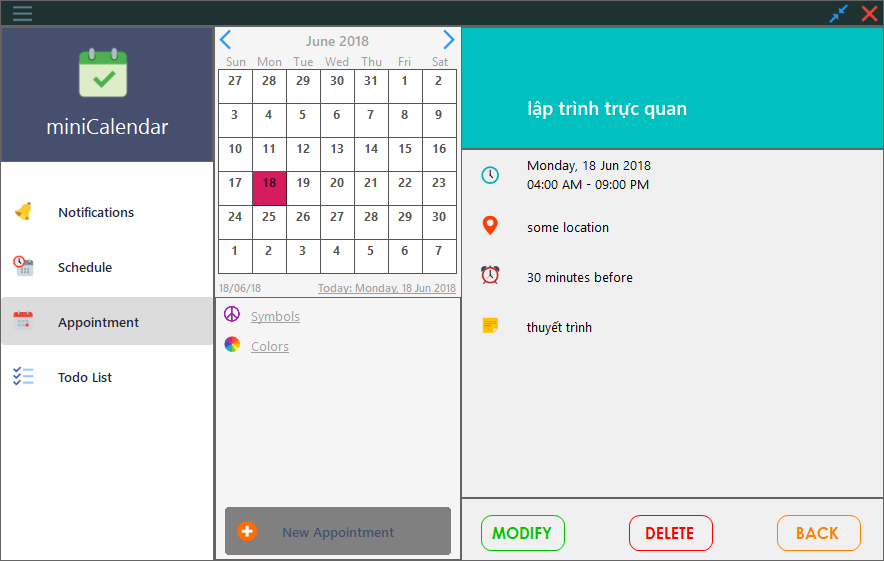 miniCalendar
Notifications
Schedule
Appointment
Todo List
June 2018
Sun Mon Tue Wed Thu Fri Sat
27 28 29 30 31 1 2
3 4 5 6 7 8 9
10 11 12 13 14 15 16
17 18 19 20 21 22 23
24 25 26 27 28 29 30
1 2 3 4 5 6 7
18/06/18 Today: Monday, 18 Jun 2018
Symbols
Colors
New Appointment
lập trình trực quan
Monday, 18 Jun 2018
04:00 AM - 09:00 PM
some location
30 minutes before
thuyết trình
MODIFY DELETE BACK